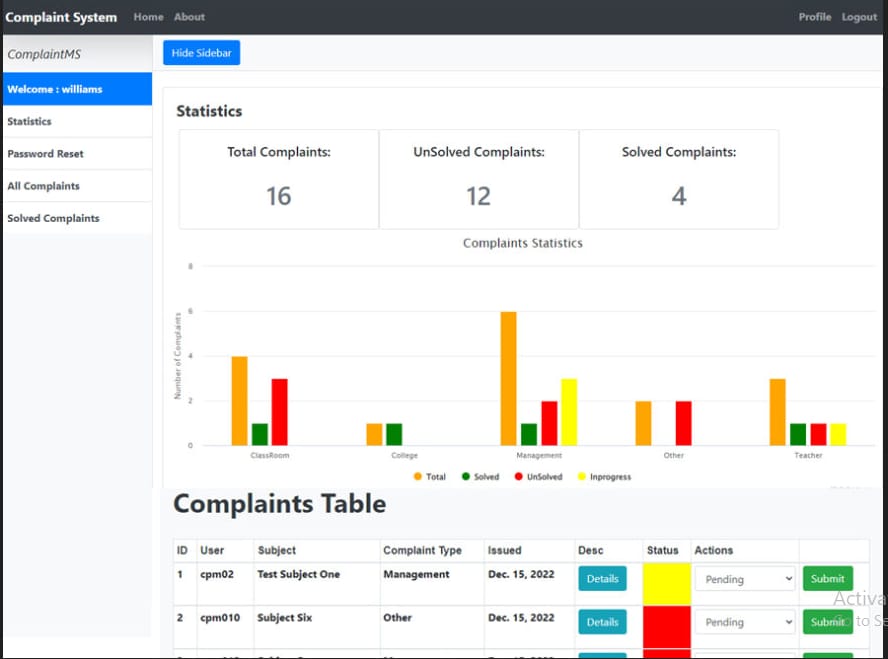 Complaint System Home About Profile Logout
ComplaintMS
Hide Sidebar
Welcome : williams
Statistics
Password Reset
All Complaints
Solved Complaints
Statistics
Total Complaints: UnSolved Complaints: Solved Complaints:
16 12 4
Complaints Statistics
Number of Complaints
8
6
4
2
0
ClassRoom College Management Other Teacher
Total Solved UnSolved Inprogress
Complaints Table
ID User Subject Complaint Type Issued Desc Status Actions
1 cpm02 Test Subject One Management Dec. 15, 2022 Details Pending Submit
Activa
2 cpm010 Subject Six Other Dec. 15, 2022 Details Pending Submit
to Se